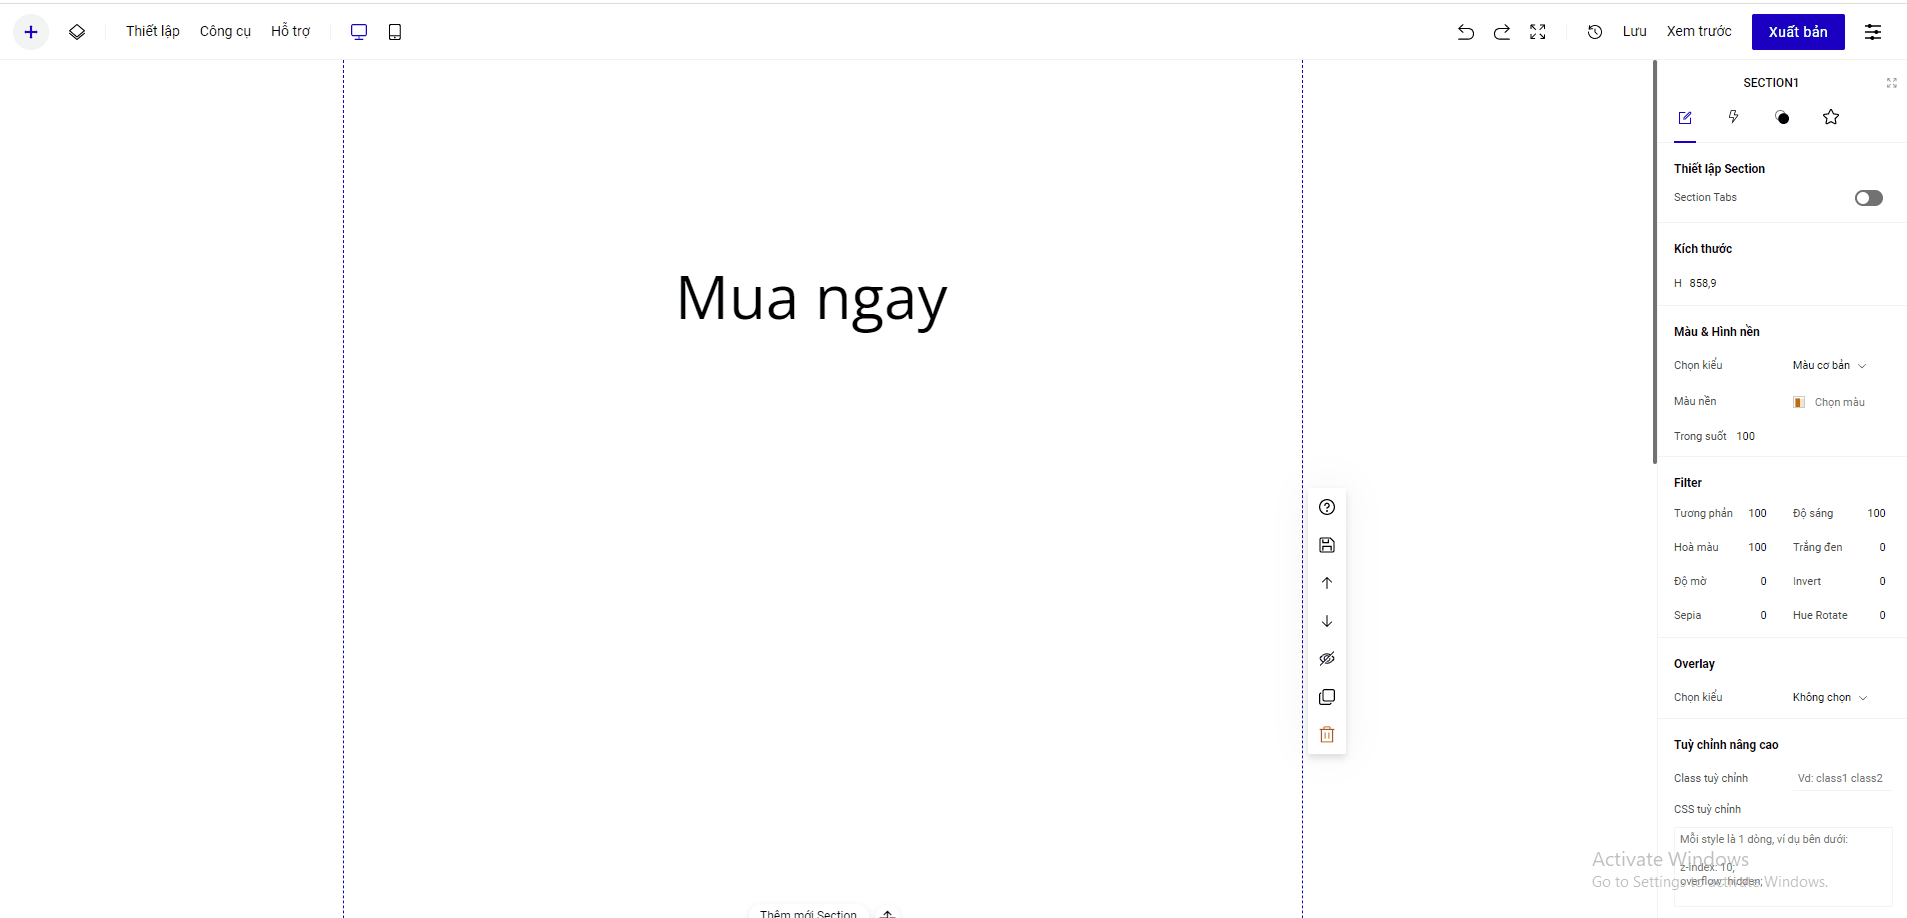 Thiết lập Công cụ Hỗ trợ Lưu Xem trước Xuất bản
SECTION1
Thiết lập Section
Section Tabs
Kích thước
H 858,9
Mua ngay
Màu & Hình nền
Chọn kiểu Màu cơ bản
Màu nền Chọn màu
Trong suốt 100
Filter
Tương phản 100 Độ sáng 100
Hoà màu 100 Trắng đen 0
Độ mờ 0 Invert 0
Sepia 0 Hue Rotate 0
Overlay
Chọn kiểu Không chọn
Tuỳ chỉnh nâng cao
Class tuỳ chỉnh Vd: class1 class2
CSS tuỳ chỉnh
Mỗi style là 1 dòng, ví dụ bên dưới:
Activate Windows
z-index: 10;
Go to Settings to activate Windows.
overflow: hidden;
Thêm mới Section